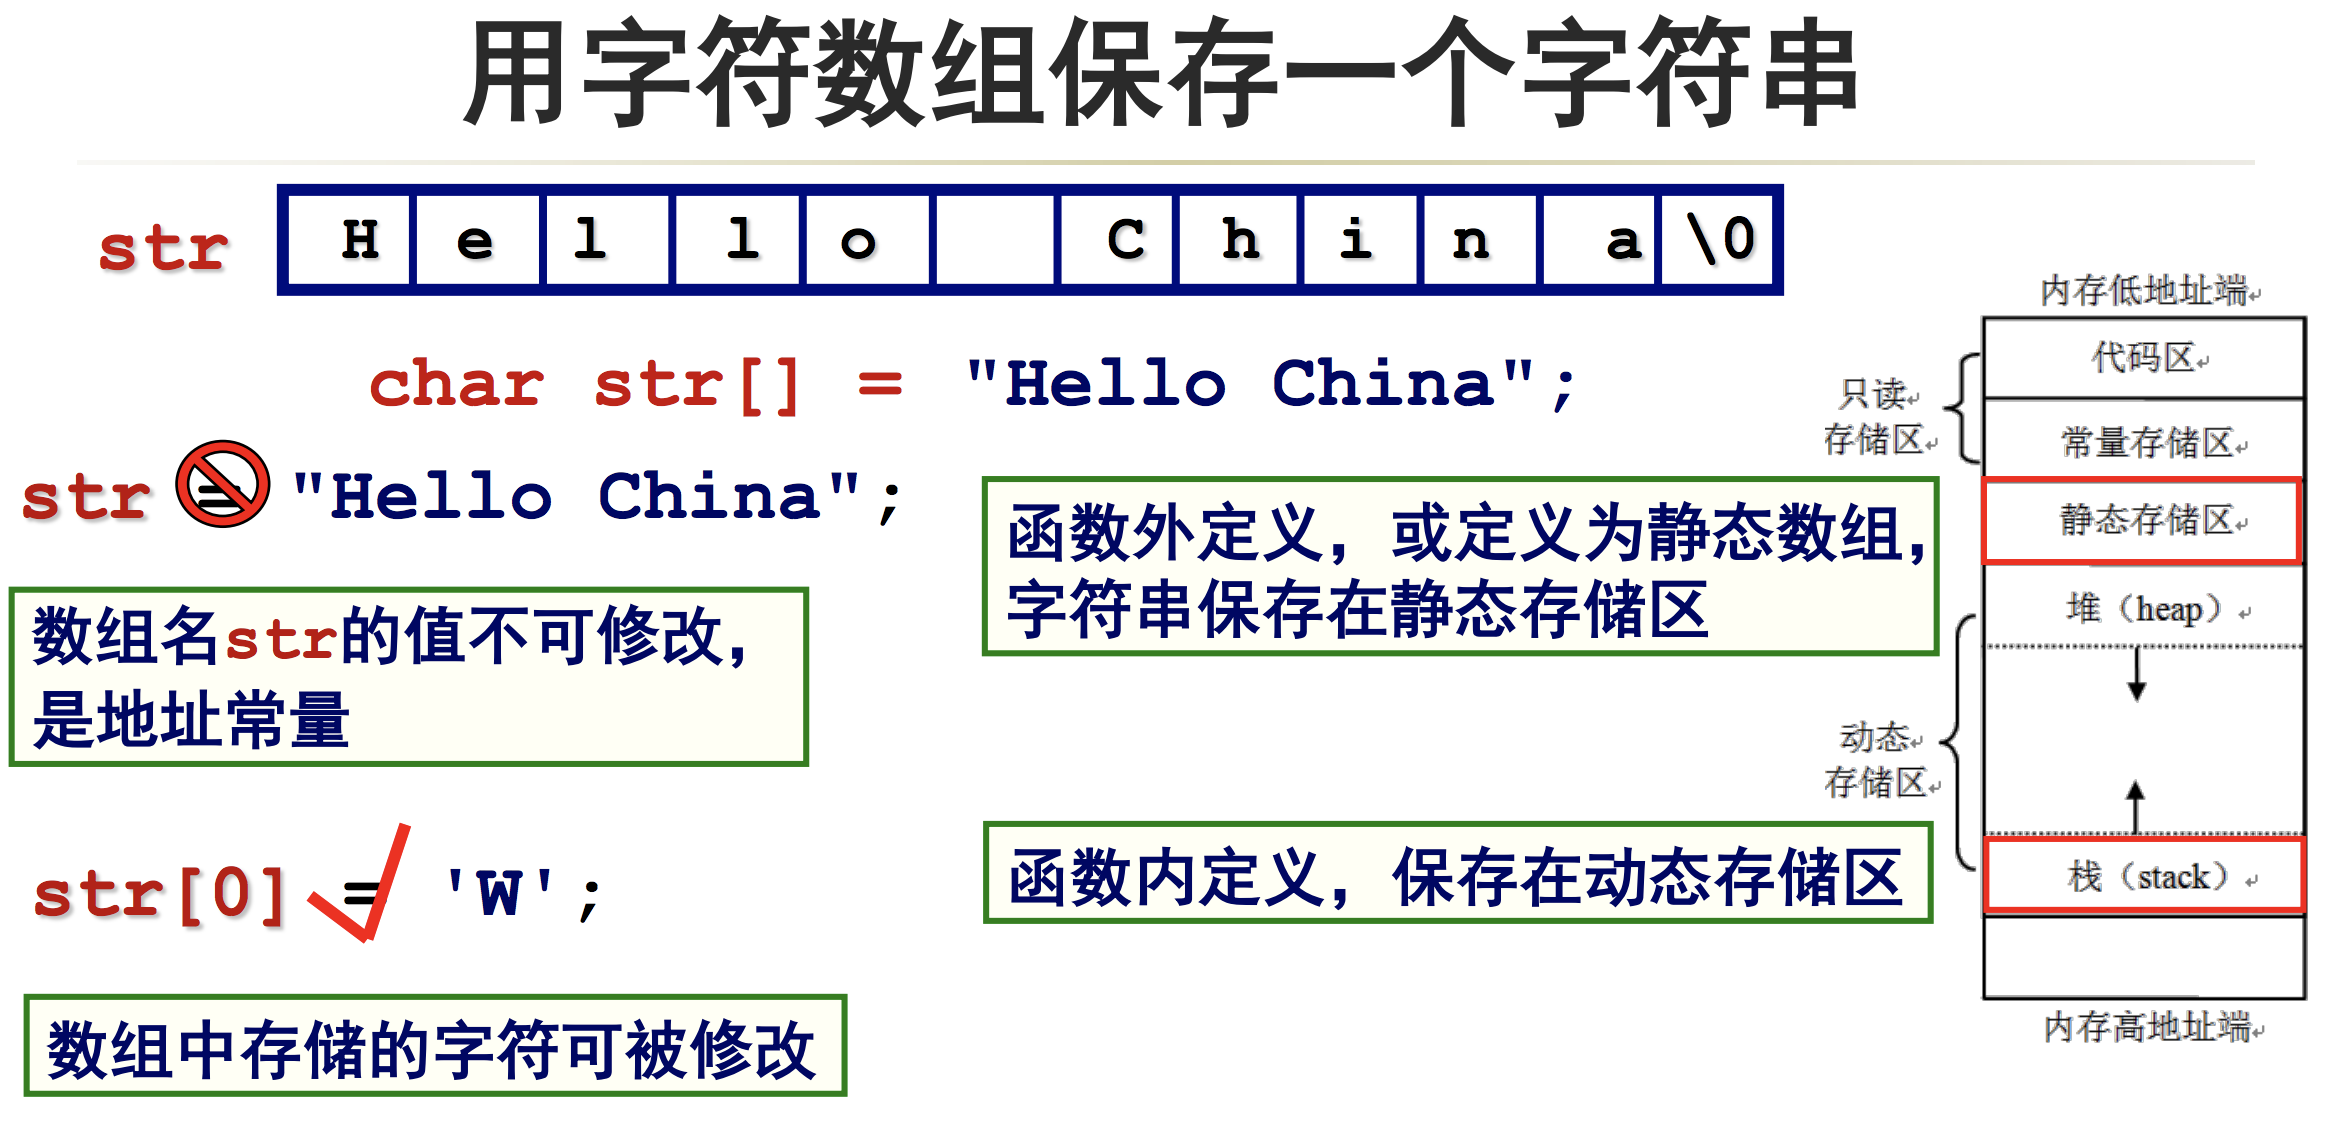 用字符数组保存一个字符串
str H e l l o C h i n a \0
char str[] = "Hello China";
str = "Hello China";
数组名str的值不可修改，
是地址常量
str[0] = 'W';
数组中存储的字符可被修改
函数外定义，或定义为静态数组，
字符串保存在静态存储区
函数内定义，保存在动态存储区
内存低地址端
代码区
只读
存储区
常量存储区
静态存储区
堆（heap）
动态
存储区
栈（stack）
内存高地址端